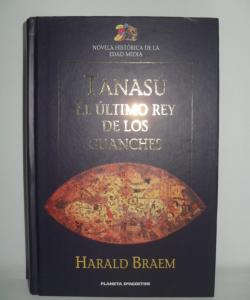 NOVELA HISTÓRICA DE LA
EDAD MEDIA
TANASU
EL ÚLTIMO REY
DE LOS
GUANCHES
HARALD BRAEM
PLANETA DEAGOSTINI